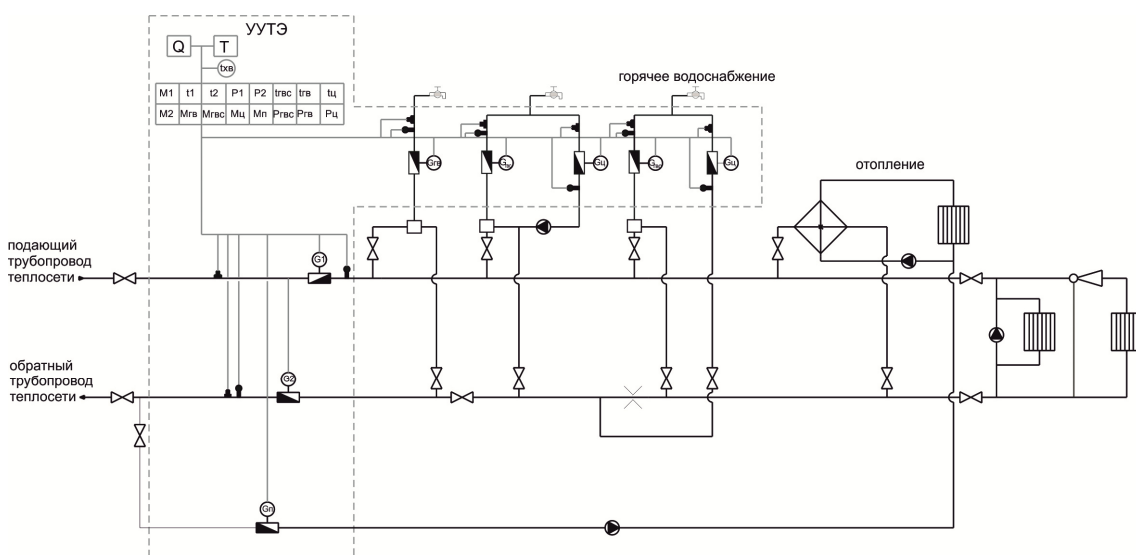 УУТЭ
Q T
tхв
M1 t1 t2 P1 P2 tгвс tгв tц
M2 Mгв Mгвс Mц Mп Pгвс Pгв Pц
горячее водоснабжение
Gгв Gц Gц
отопление
подающий
трубопровод
теплосети
G1
обратный
трубопровод
теплосети
G2
Gп